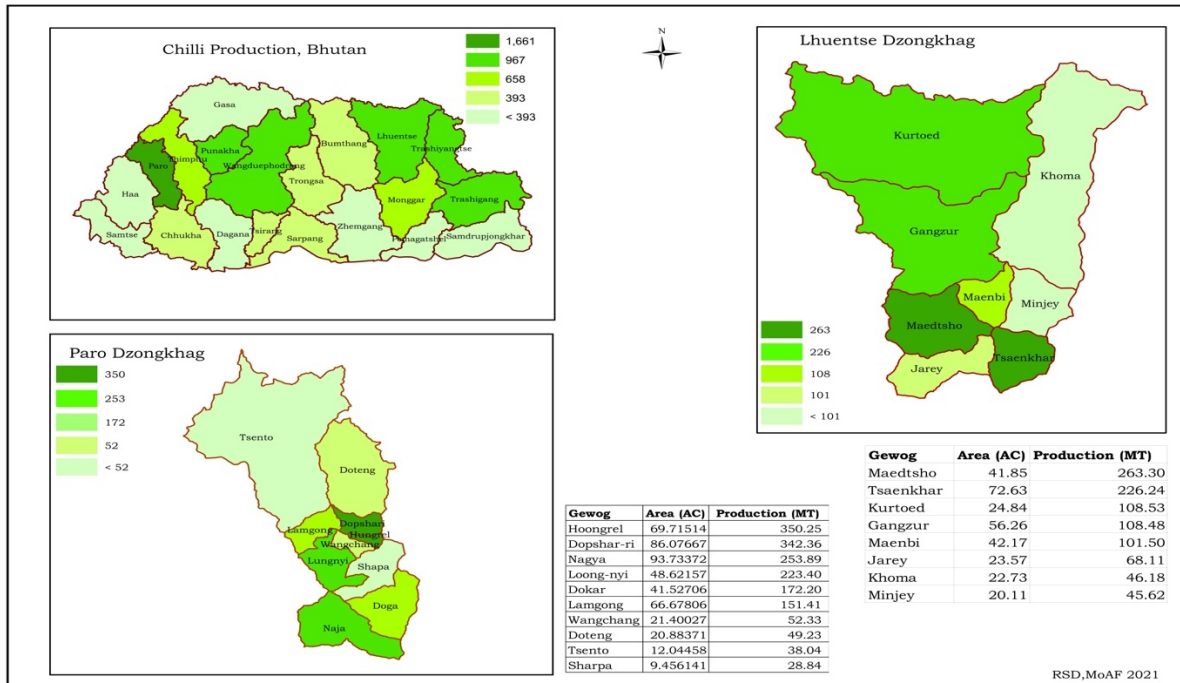 Chilli Production, Bhutan
1,661
967
658
393
< 393
Gasa
Punakha
Thimphu
Paro
Wangduephodrang
Bumthang
Lhuentse
Trashiyangtse
Trongsa
Haa
Monggar
Trashigang
Samtse
Chhukha
Dagana
Tsirang
Sarpang
Zhemgang
Pemagatshel
Samdrupjongkhar
N
Lhuentse Dzongkhag
Kurtoed
Khoma
Gangzur
Maenbi
Minjey
Maedtsho
Tsaenkhar
Jarey
263
226
108
101
< 101
Paro Dzongkhag
350
253
172
52
< 52
Tsento
Doteng
Lamgong
Dopshari
Hungrel
Wangchang
Lungnyi
Shapa
Doga
Naja
Gewog Area (AC) Production (MT)
Hoongrel 69.71514 350.25
Dopshar-ri 86.07667 342.36
Nagya 93.73372 253.89
Loong-nyi 48.62157 223.40
Dokar 41.52706 172.20
Lamgong 66.67806 151.41
Wangchang 21.40027 52.33
Doteng 20.88371 49.23
Tsento 12.04458 38.04
Sharpa 9.456141 28.84
Gewog Area (AC) Production (MT)
Maedtsho 41.85 263.30
Tsaenkhar 72.63 226.24
Kurtoed 24.84 108.53
Gangzur 56.26 108.48
Maenbi 42.17 101.50
Jarey 23.57 68.11
Khoma 22.73 46.18
Minjey 20.11 45.62
RSD,MoAF 2021